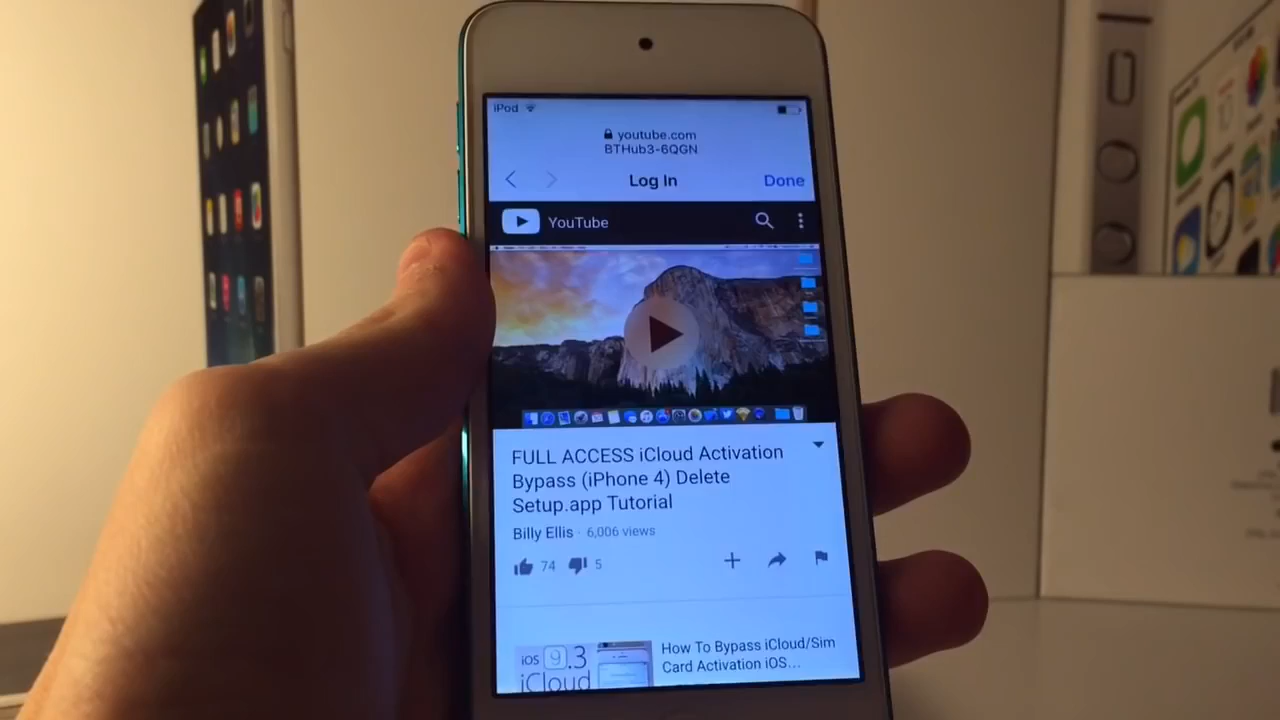 iPod
youtube.com
BTHub3-6QGN
Log In
Done
YouTube
FULL ACCESS iCloud Activation
Bypass (iPhone 4) Delete
Setup.app Tutorial
Billy Ellis · 6,006 views
74
5
iOS 9.3
iCloud
How To Bypass iCloud/Sim
Card Activation iOS...